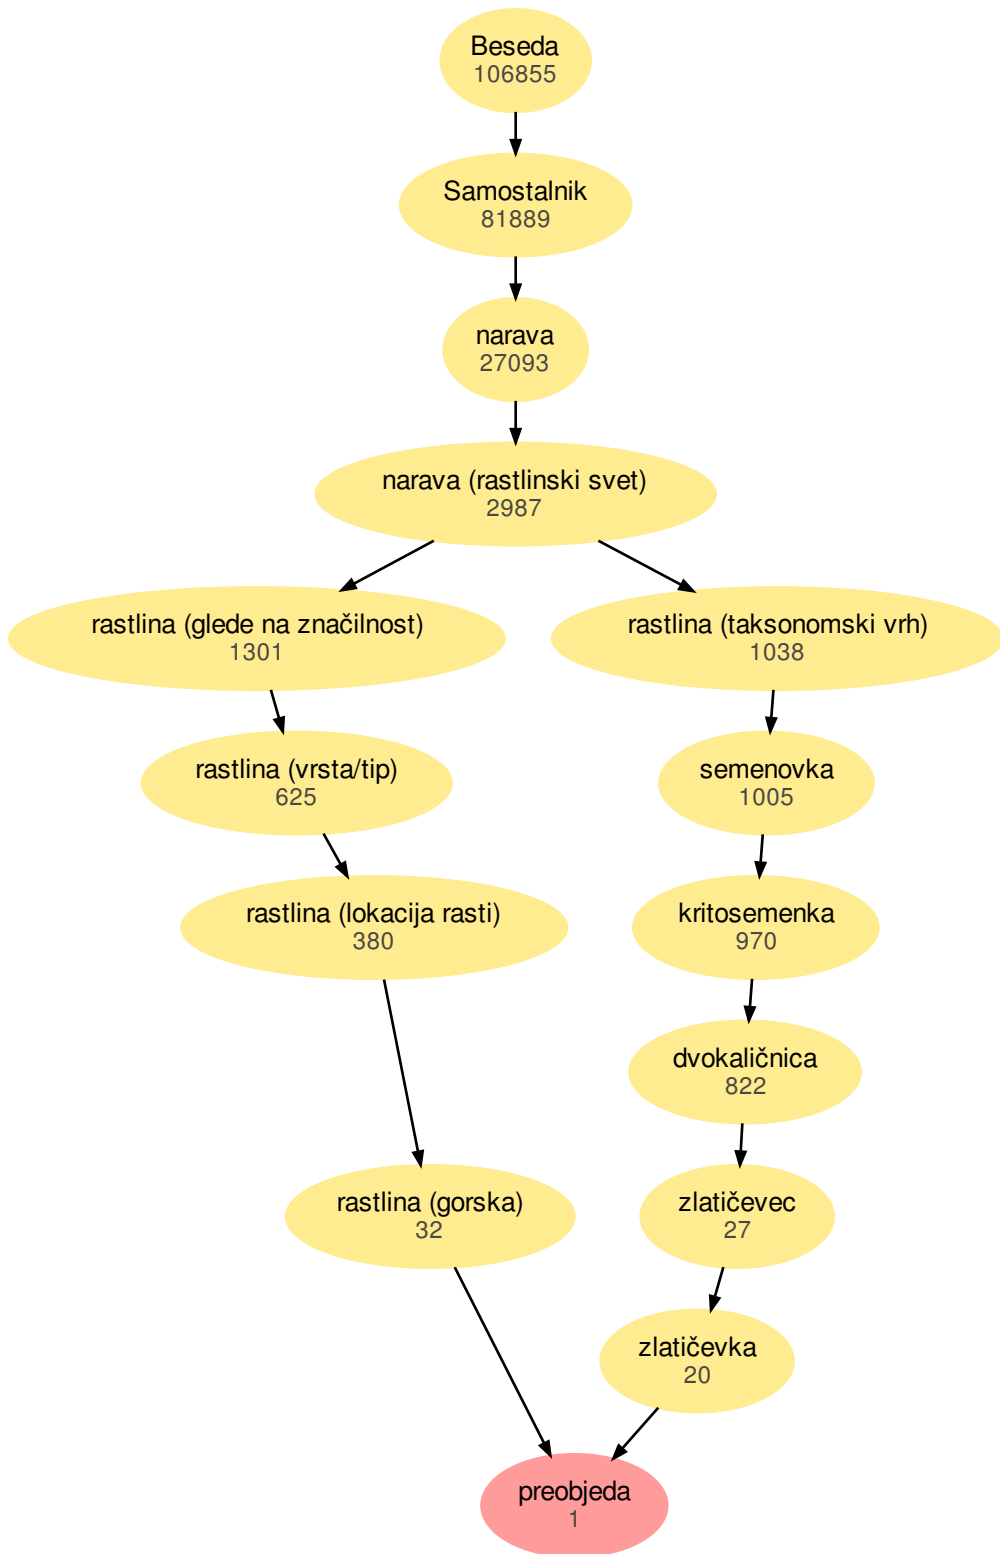 Beseda
106855
Samostalnik
81889
narava
27093
narava (rastlinski svet)
2987
rastlina (glede na značilnost)
1301
rastlina (taksonomski vrh)
1038
rastlina (vrsta/tip)
625
semenovka
1005
rastlina (lokacija rasti)
380
kritosemenka
970
dvokaličnica
822
rastlina (gorska)
32
zlatičevec
27
zlatičevka
20
preobjeda
1